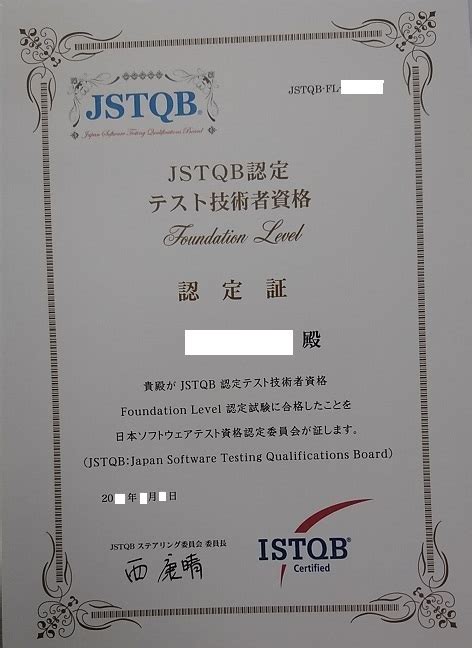 JSTQB®
Japan Software Testing Qualifications Board
JSTQB-FL-
JSTQB認定
テスト技術者資格
Foundation Level
認定証
殿
貴殿が JSTQB 認定テスト技術者資格
Foundation Level 認定試験に合格したことを
日本ソフトウェアテスト資格認定委員会が証します。
(JSTQB:Japan Software Testing Qualifications Board)
20 年 月 日
JSTQB ステアリング委員会 委員長
西 康晴
ISTQB®
Certified